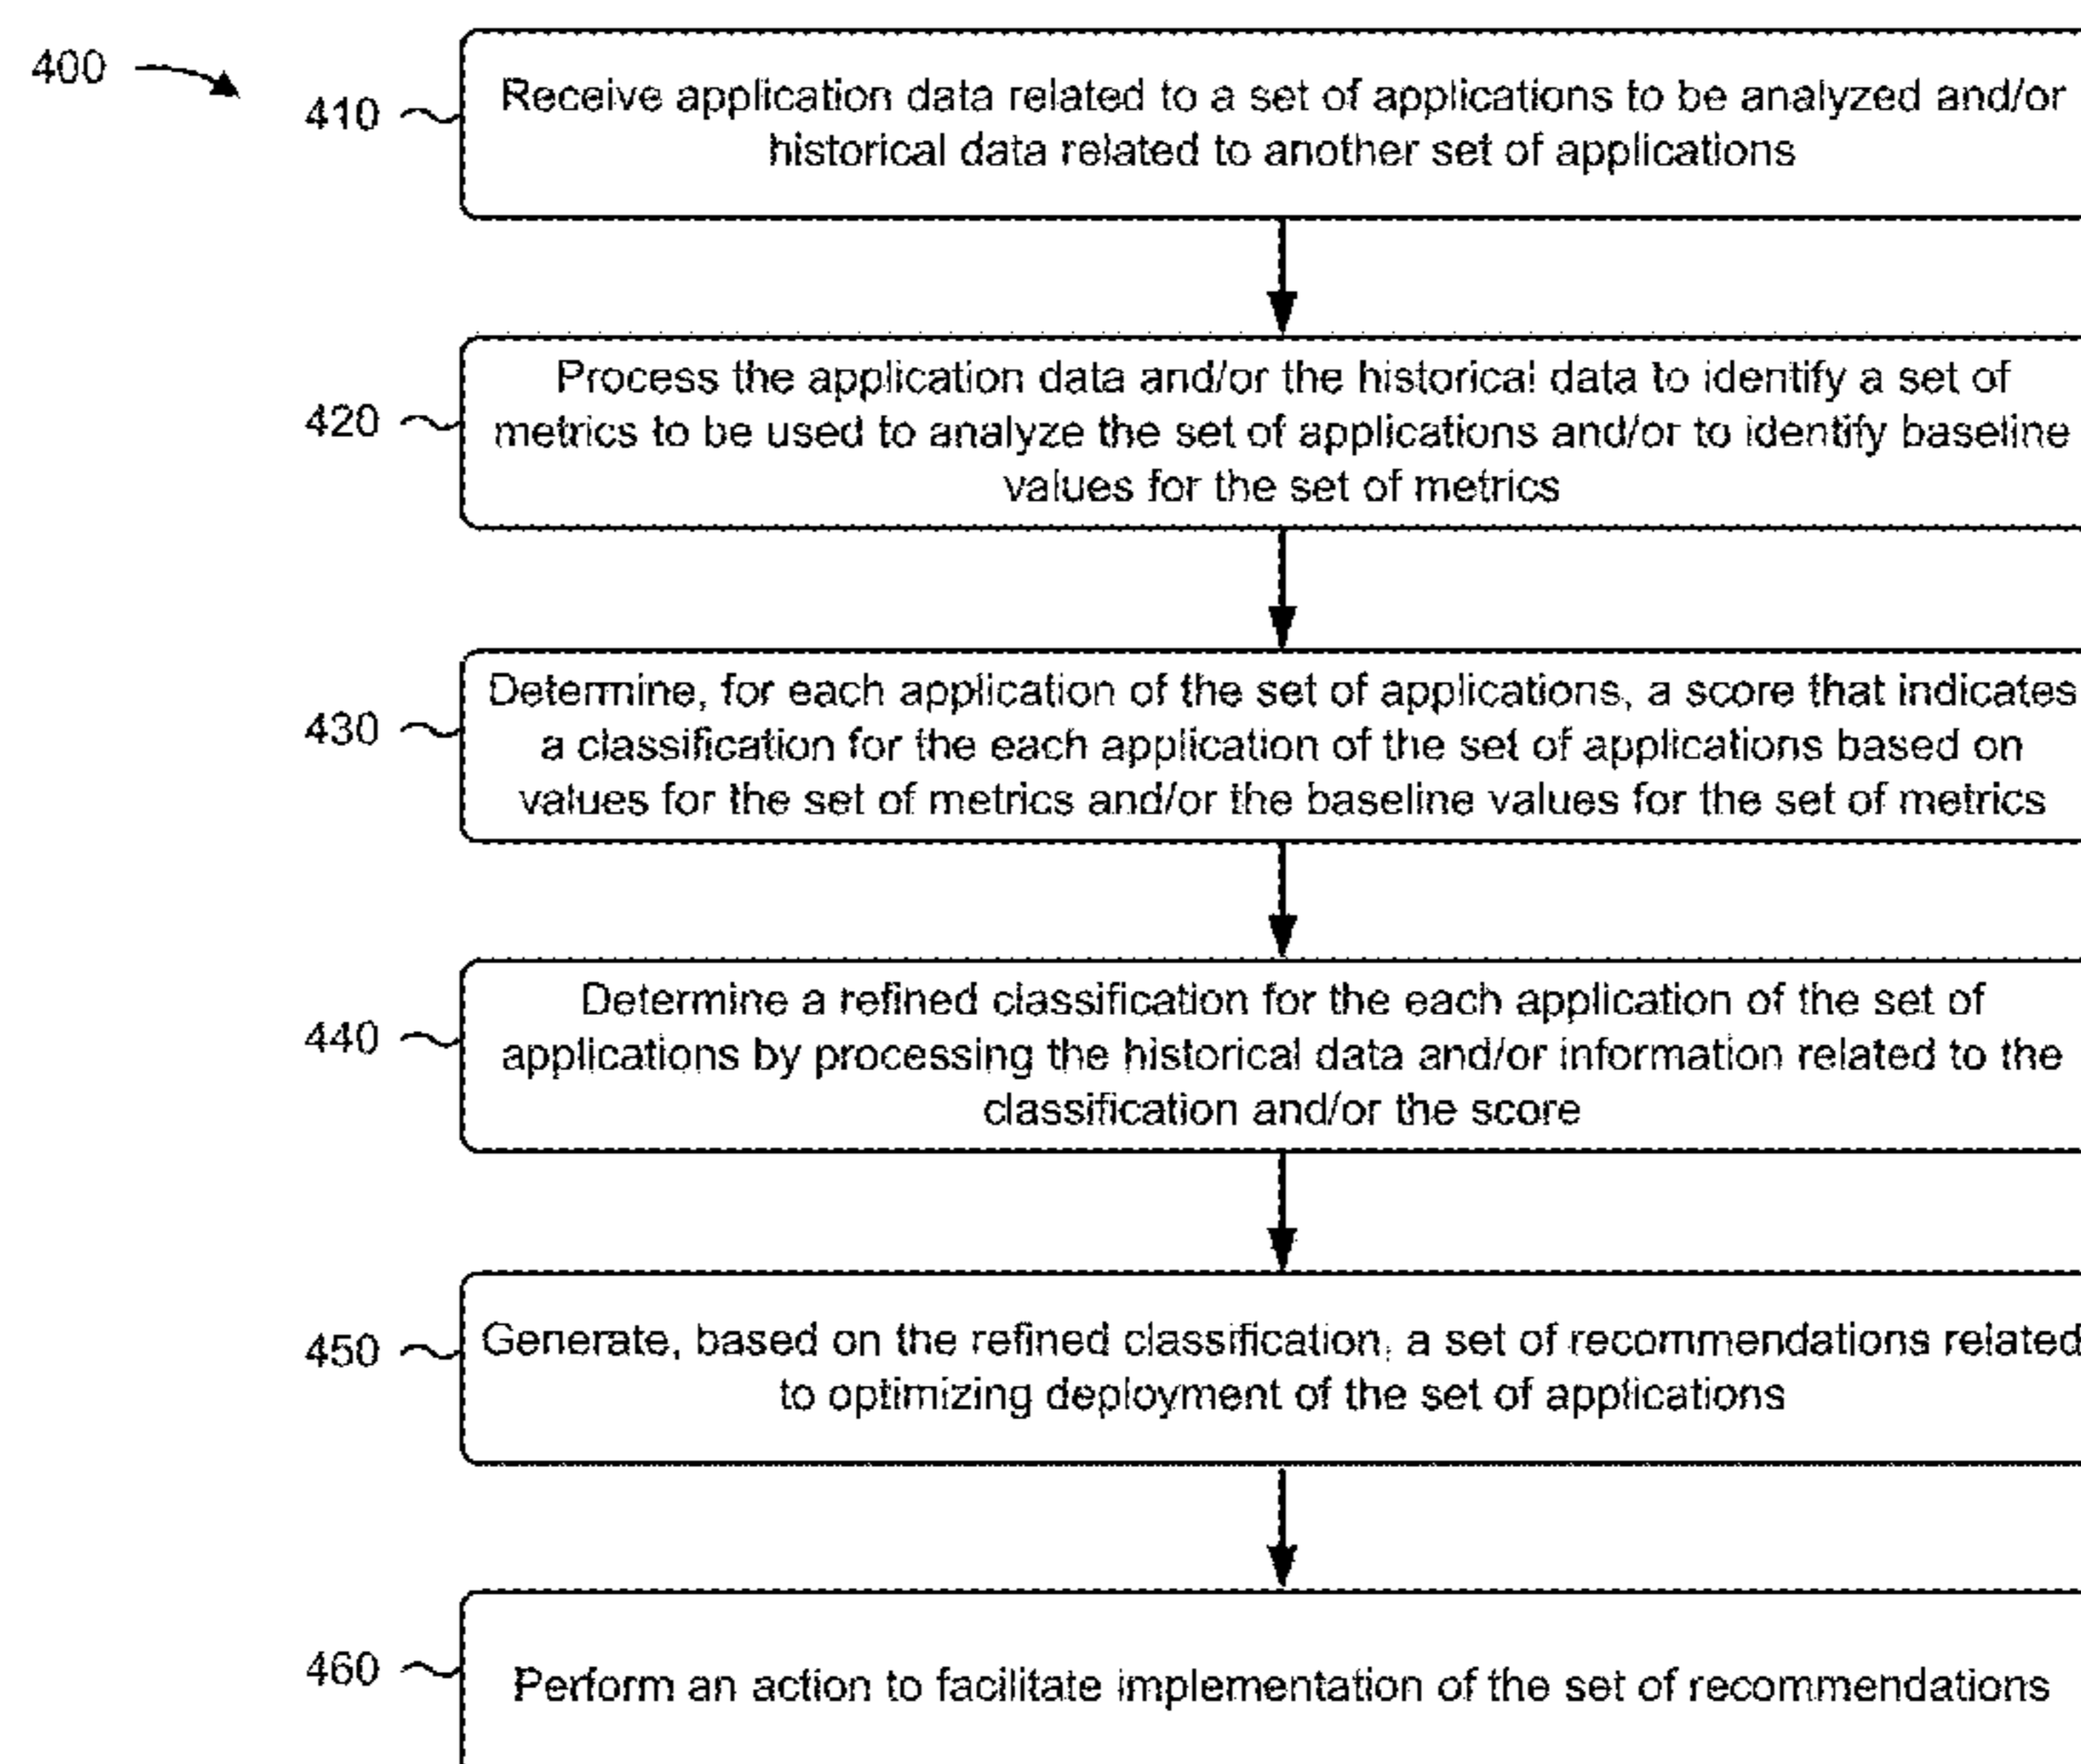 400
410
Receive application data related to a set of applications to be analyzed and/or
historical data related to another set of applications
420
Process the application data and/or the historical data to identify a set of
metrics to be used to analyze the set of applications and/or to identify baseline
values for the set of metrics
430
Determine, for each application of the set of applications, a score that indicates
a classification for the each application of the set of applications based on
values for the set of metrics and/or the baseline values for the set of metrics
440
Determine a refined classification for the each application of the set of
applications by processing the historical data and/or information related to the
classification and/or the score
450
Generate, based on the refined classification, a set of recommendations related
to optimizing deployment of the set of applications
460
Perform an action to facilitate implementation of the set of recommendations